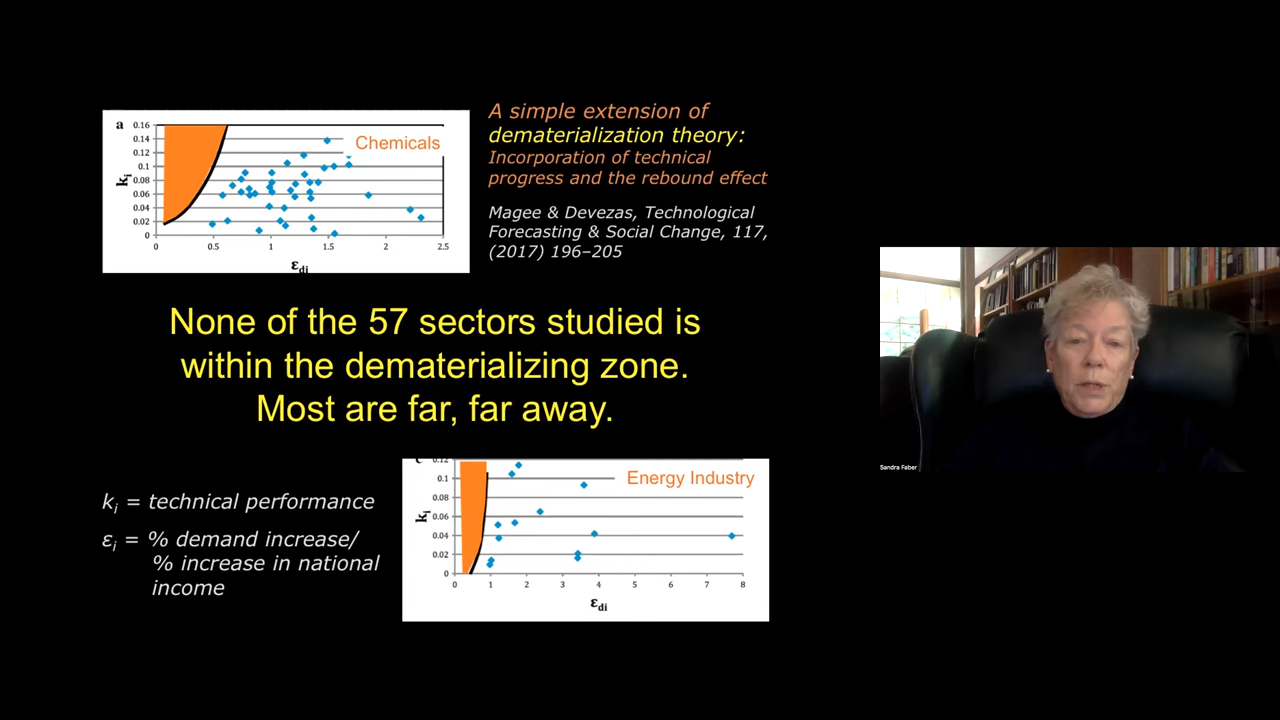 a
Chemicals
k_i
0.16
0.14
0.12
0.1
0.08
0.06
0.04
0.02
0
0 0.5 1 1.5 2 2.5
ε_di
A simple extension of
dematerialization theory:
Incorporation of technical
progress and the rebound effect
Magee & Devezas, Technological
Forecasting & Social Change, 117,
(2017) 196–205
None of the 57 sectors studied is
within the dematerializing zone.
Most are far, far away.
k_i = technical performance
ε_i = % demand increase/
% increase in national
income
c
Energy Industry
k_i
0.12
0.1
0.08
0.06
0.04
0.02
0
0 1 2 3 4 5 6 7 8
ε_di
Sandra Faber